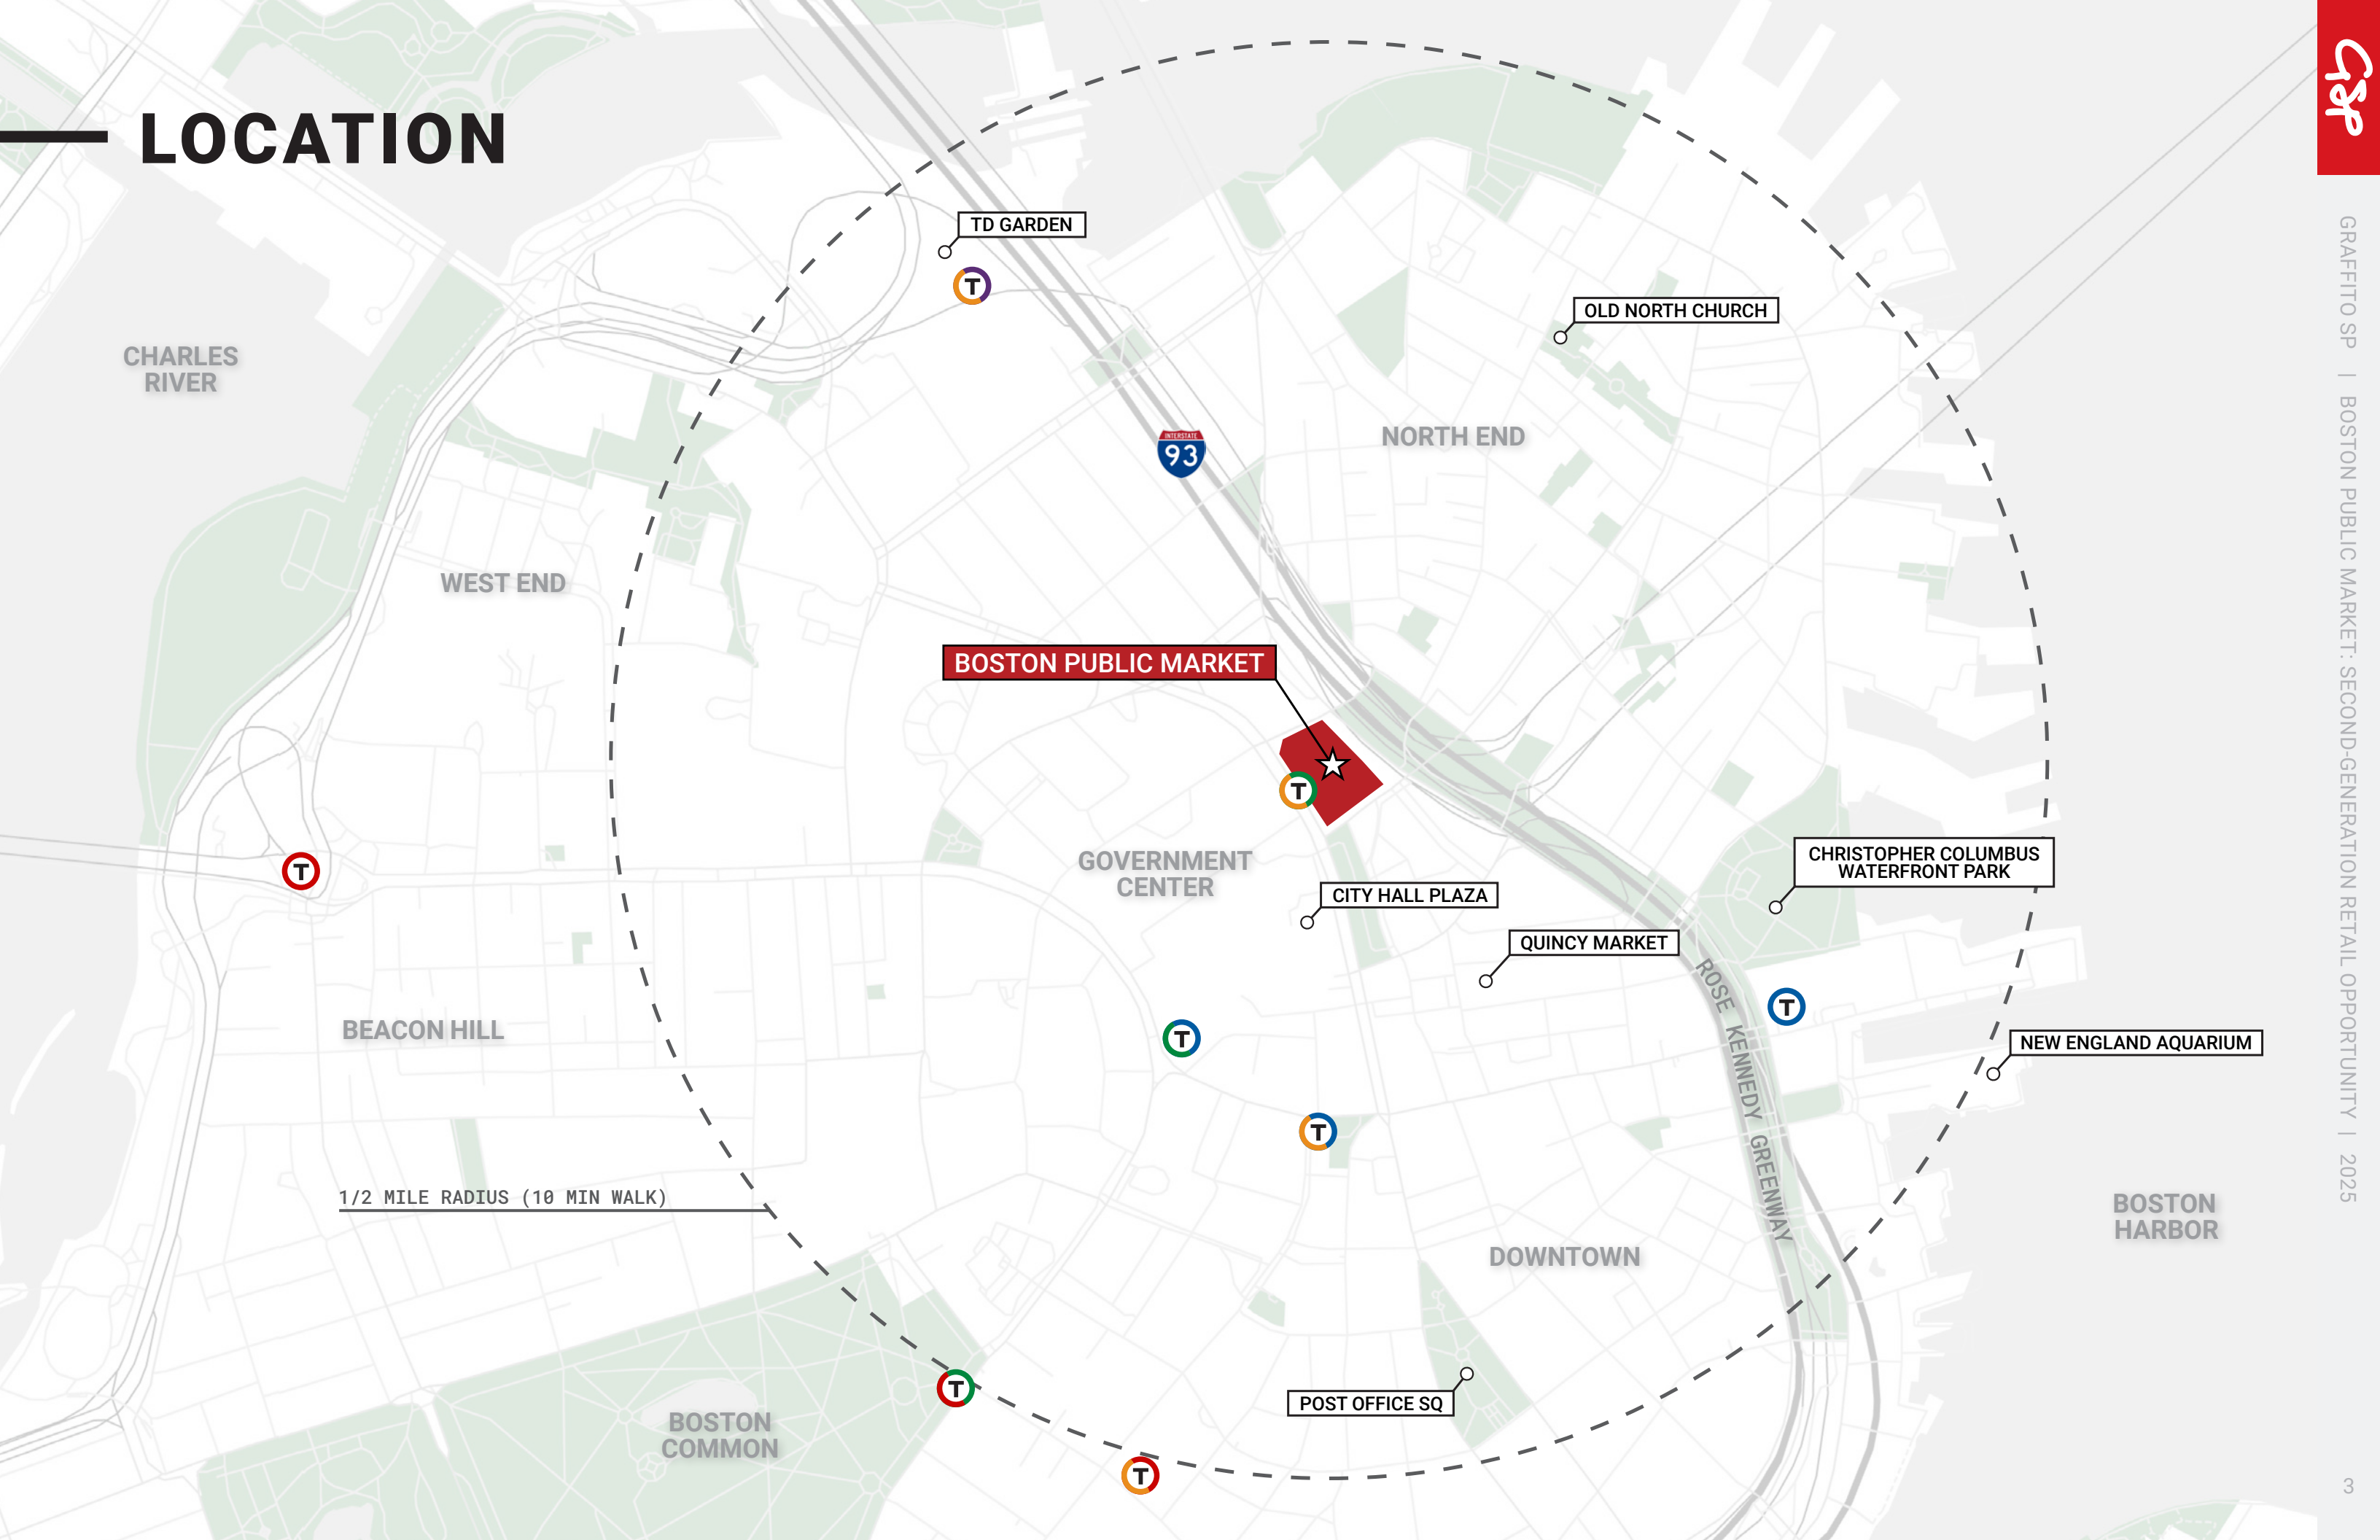 LOCATION
TD GARDEN
T
OLD NORTH CHURCH
CHARLES
RIVER
NORTH END
INTERSTATE
93
WEST END
BOSTON PUBLIC MARKET
T
T
GOVERNMENT
CENTER
CHRISTOPHER COLUMBUS
WATERFRONT PARK
CITY HALL PLAZA
QUINCY MARKET
ROSE KENNEDY GREENWAY
T
BEACON HILL
T
NEW ENGLAND AQUARIUM
T
1/2 MILE RADIUS (10 MIN WALK)
BOSTON
HARBOR
DOWNTOWN
T
POST OFFICE SQ
BOSTON
COMMON
T
GSP
GRAFFITO SP | BOSTON PUBLIC MARKET: SECOND-GENERATION RETAIL OPPORTUNITY | 2025
3